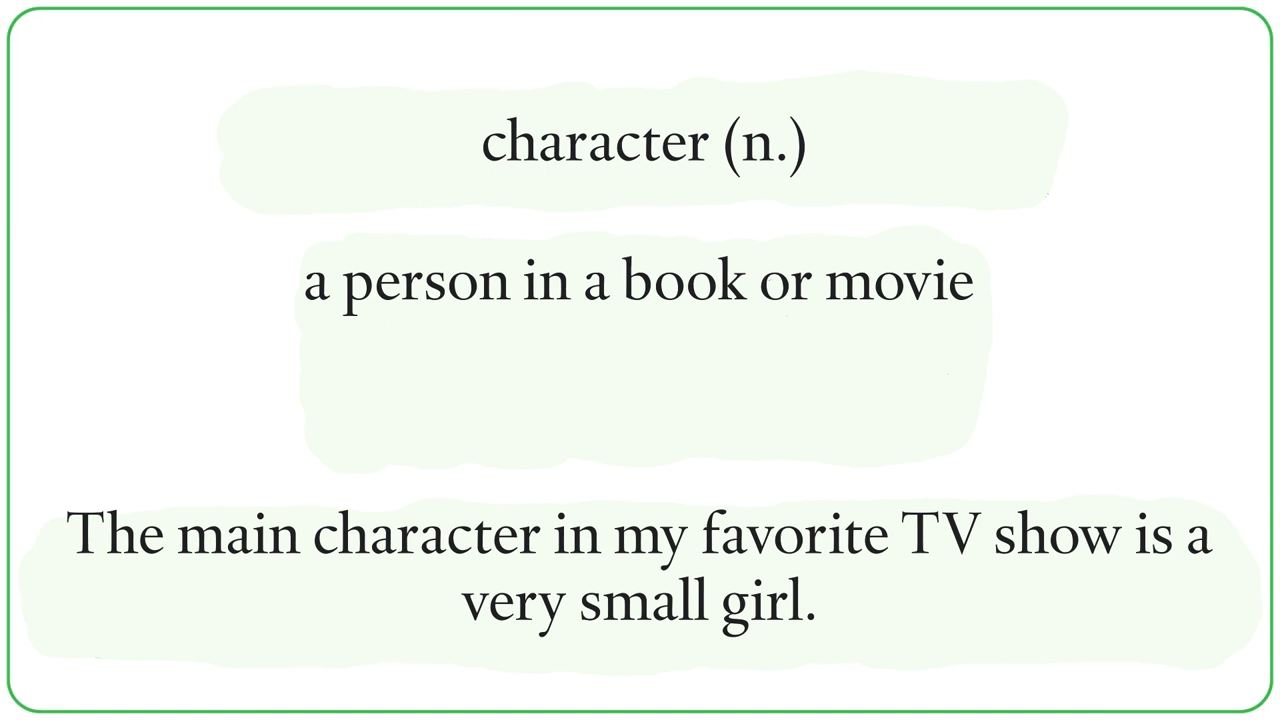 character (n.)
a person in a book or movie
The main character in my favorite TV show is a
very small girl.